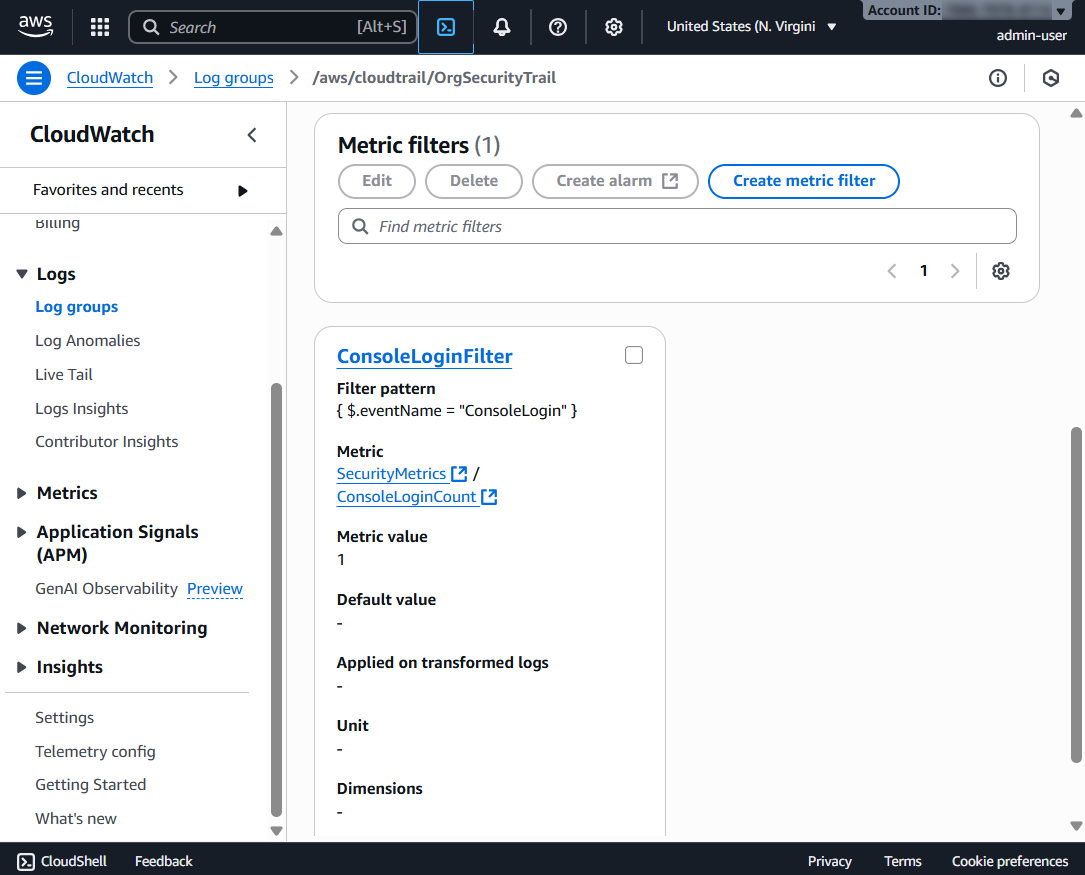 aws
Search [Alt+S]
United States (N. Virgini
Account ID:
admin-user
CloudWatch
Log groups
/aws/cloudtrail/OrgSecurityTrail
CloudWatch
Favorites and recents
Billing
Logs
Log groups
Log Anomalies
Live Tail
Logs Insights
Contributor Insights
Metrics
Application Signals
(APM)
GenAI Observability Preview
Network Monitoring
Insights
Settings
Telemetry config
Getting Started
What's new
Metric filters (1)
Edit
Delete
Create alarm
Create metric filter
Find metric filters
1
ConsoleLoginFilter
Filter pattern
{ $.eventName = "ConsoleLogin" }
Metric
SecurityMetrics /
ConsoleLoginCount
Metric value
1
Default value
-
Applied on transformed logs
-
Unit
-
Dimensions
-
CloudShell
Feedback
Privacy
Terms
Cookie preferences